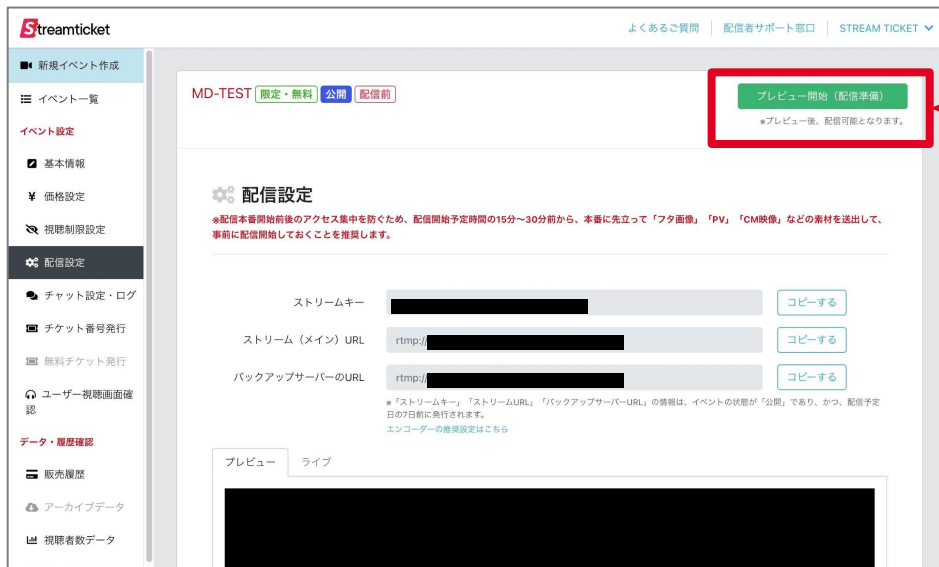 Streamticket
よくあるご質問
配信者サポート窓口
STREAM TICKET
新規イベント作成
イベント一覧
イベント設定
基本情報
価格設定
視聴制限設定
配信設定
チャット設定・ログ
チケット番号発行
無料チケット発行
ユーザー視聴画面確
認
データ・履歴確認
販売履歴
アーカイブデータ
視聴者数データ
MD-TEST 限定・無料 公開 配信前
プレビュー開始（配信準備）
※プレビュー後、配信可能となります。
配信設定
※配信本番開始前後のアクセス集中を防ぐため、配信開始予定時間の15分〜30分前から、本番に先立って「フタ画像」「PV」「CM映像」などの素材を送出して、
事前に配信開始しておくことを推奨します。
ストリームキー
コピーする
ストリーム（メイン）URL
rtmp://
コピーする
バックアップサーバーのURL
rtmp://
コピーする
※「ストリームキー」「ストリームURL」「バックアップサーバーURL」の情報は、イベントの状態が「公開」であり、かつ、配信予定
日の7日前に発行されます。
エンコーダーの推奨設定はこちら
プレビュー
ライブ